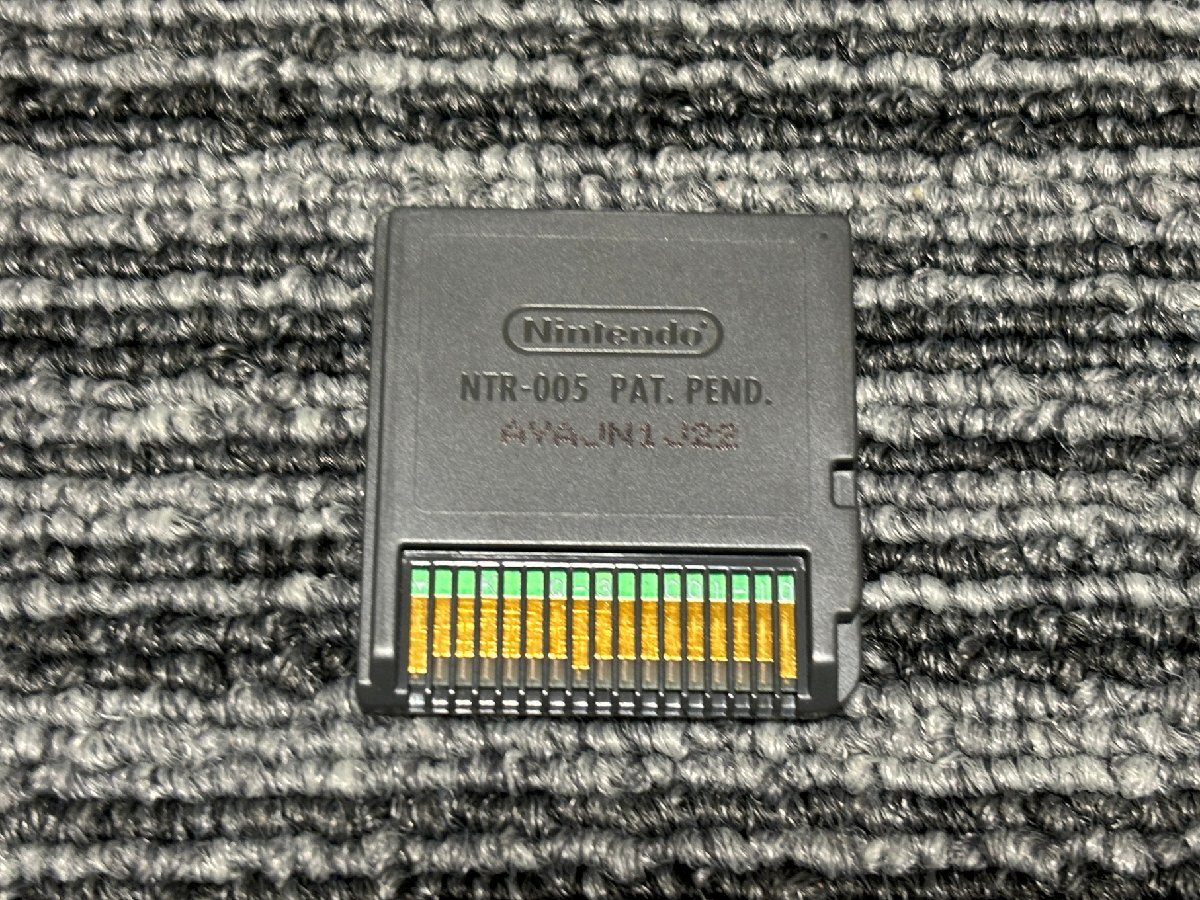 Nintendo
NTR-005 PAT. PEND.
AYAJN1J22